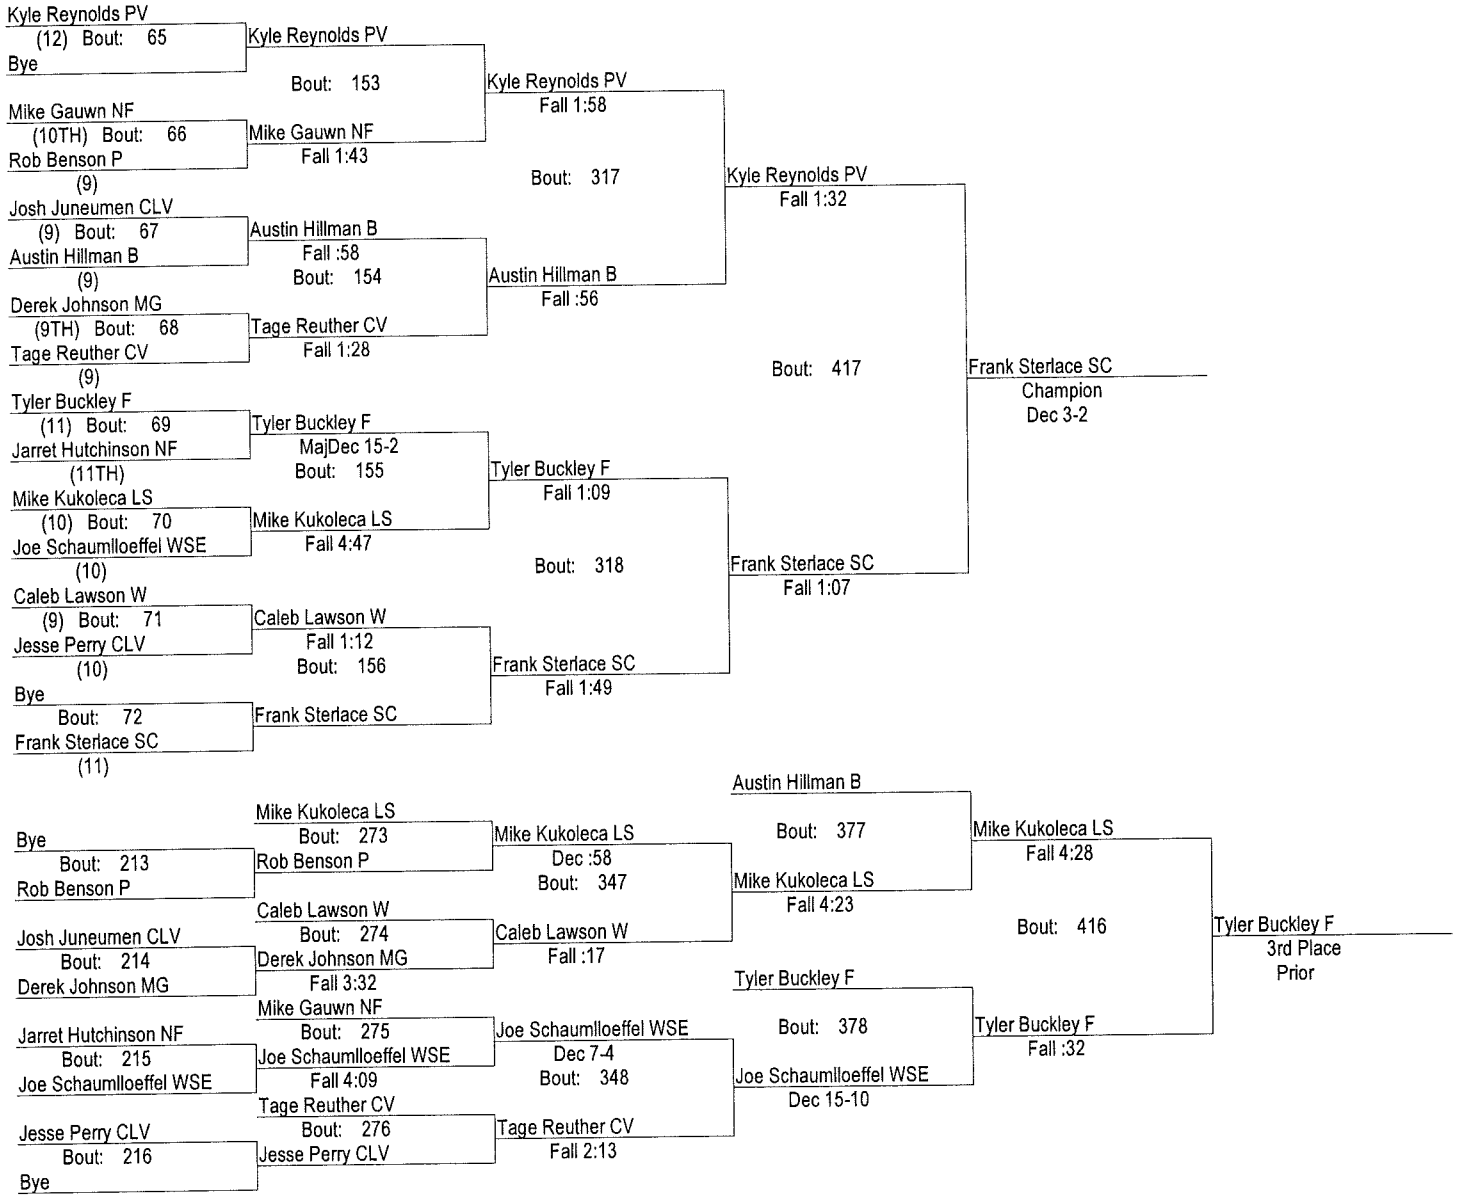 Kyle Reynolds PV
(12) Bout: 65
Bye
Kyle Reynolds PV
Bout: 153
Mike Gauwn NF
(10TH) Bout: 66
Rob Benson P
(9)
Mike Gauwn NF
Fall 1:43
Kyle Reynolds PV
Fall 1:58
Bout: 317
Josh Juneumen CLV
(9) Bout: 67
Austin Hillman B
(9)
Austin Hillman B
Fall :58
Bout: 154
Derek Johnson MG
(9TH) Bout: 68
Tage Reuther CV
(9)
Tage Reuther CV
Fall 1:28
Austin Hillman B
Fall :56
Kyle Reynolds PV
Fall 1:32
Bout: 417
Tyler Buckley F
(11) Bout: 69
Jarret Hutchinson NF
(11TH)
Tyler Buckley F
MajDec 15-2
Bout: 155
Mike Kukoleca LS
(10) Bout: 70
Joe Schaumlloeffel WSE
(10)
Mike Kukoleca LS
Fall 4:47
Tyler Buckley F
Fall 1:09
Bout: 318
Caleb Lawson W
(9) Bout: 71
Jesse Perry CLV
(10)
Caleb Lawson W
Fall 1:12
Bout: 156
Bye
Bout: 72
Frank Sterlace SC
(11)
Frank Sterlace SC
Frank Sterlace SC
Fall 1:49
Frank Sterlace SC
Fall 1:07
Frank Sterlace SC
Champion
Dec 3-2
Bye
Bout: 213
Rob Benson P
Mike Kukoleca LS
Bout: 273
Rob Benson P
Mike Kukoleca LS
Dec :58
Bout: 347
Josh Juneumen CLV
Bout: 214
Derek Johnson MG
Caleb Lawson W
Bout: 274
Derek Johnson MG
Fall 3:32
Caleb Lawson W
Fall :17
Austin Hillman B
Bout: 377
Mike Kukoleca LS
Fall 4:23
Mike Kukoleca LS
Fall 4:28
Bout: 416
Jarret Hutchinson NF
Bout: 215
Joe Schaumlloeffel WSE
Mike Gauwn NF
Bout: 275
Joe Schaumlloeffel WSE
Fall 4:09
Joe Schaumlloeffel WSE
Dec 7-4
Bout: 348
Jesse Perry CLV
Bout: 216
Bye
Tage Reuther CV
Bout: 276
Jesse Perry CLV
Tage Reuther CV
Fall 2:13
Tyler Buckley F
Bout: 378
Joe Schaumlloeffel WSE
Dec 15-10
Tyler Buckley F
Fall :32
Tyler Buckley F
3rd Place
Prior